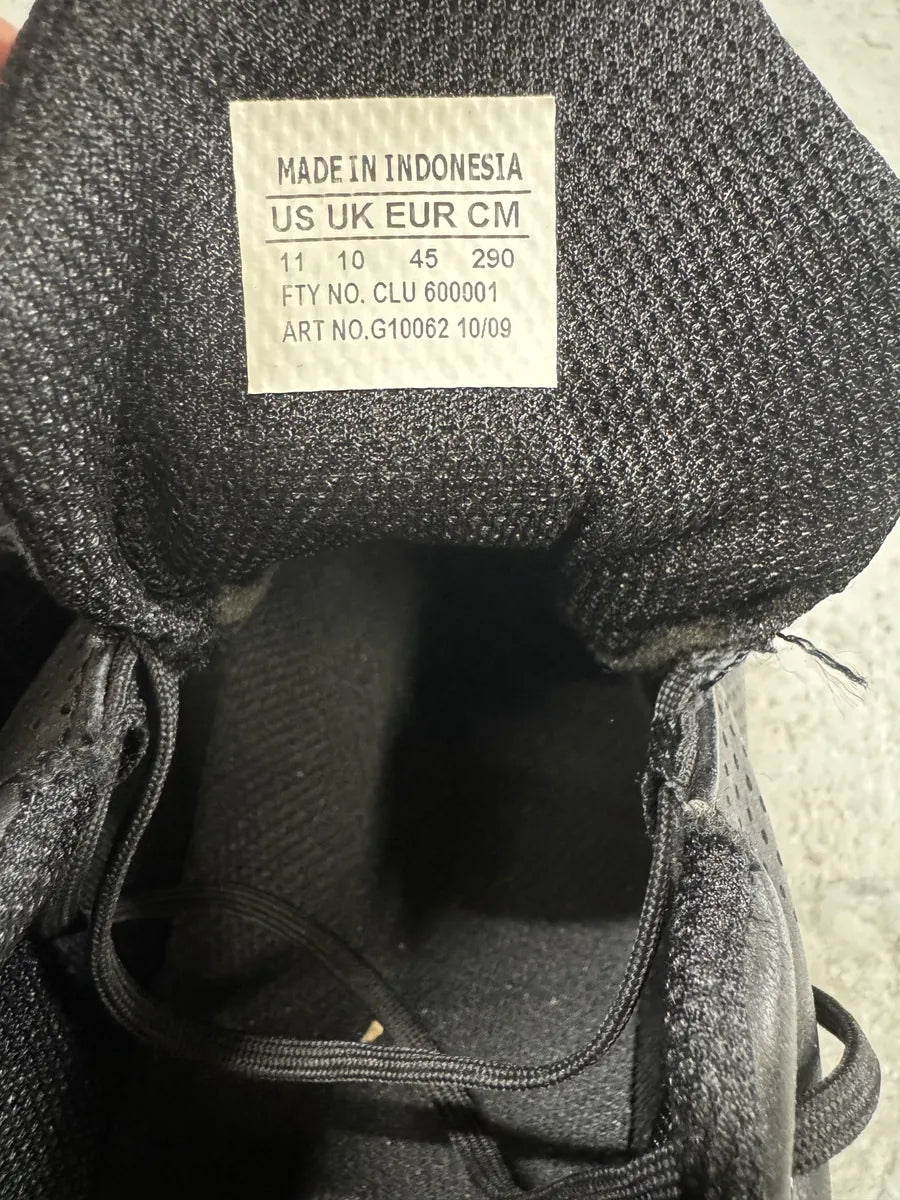 MADE IN INDONESIA
US UK EUR CM
11 10 45 290
FTY NO. CLU 600001
ART NO.G10062 10/09